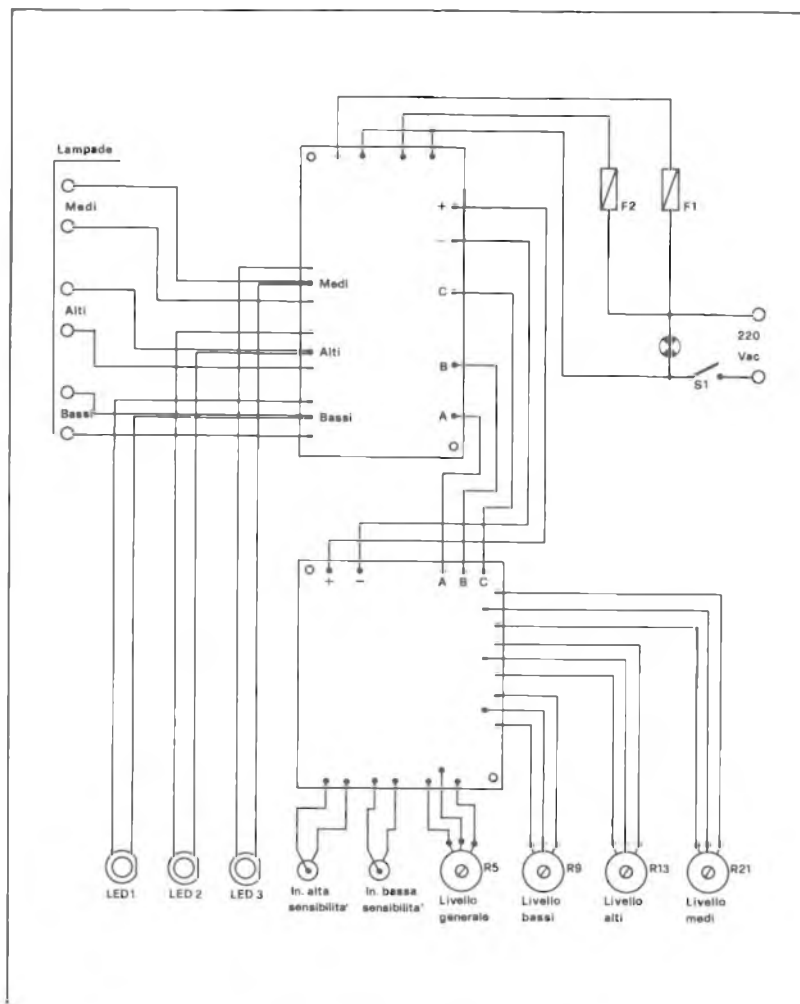 Lampade
Medi
Alti
Bassi
+
−
C
B
A
Medi
Alti
Bassi
F2
F1
220
Vac
S1
+
−
A
B
C
LED1
LED 2
LED 3
In. alta
sensibilita'
In. bassa
sensibilita'
R5
Livello
generale
R9
Livello
bassi
R13
Livello
alti
R21
Livello
medi